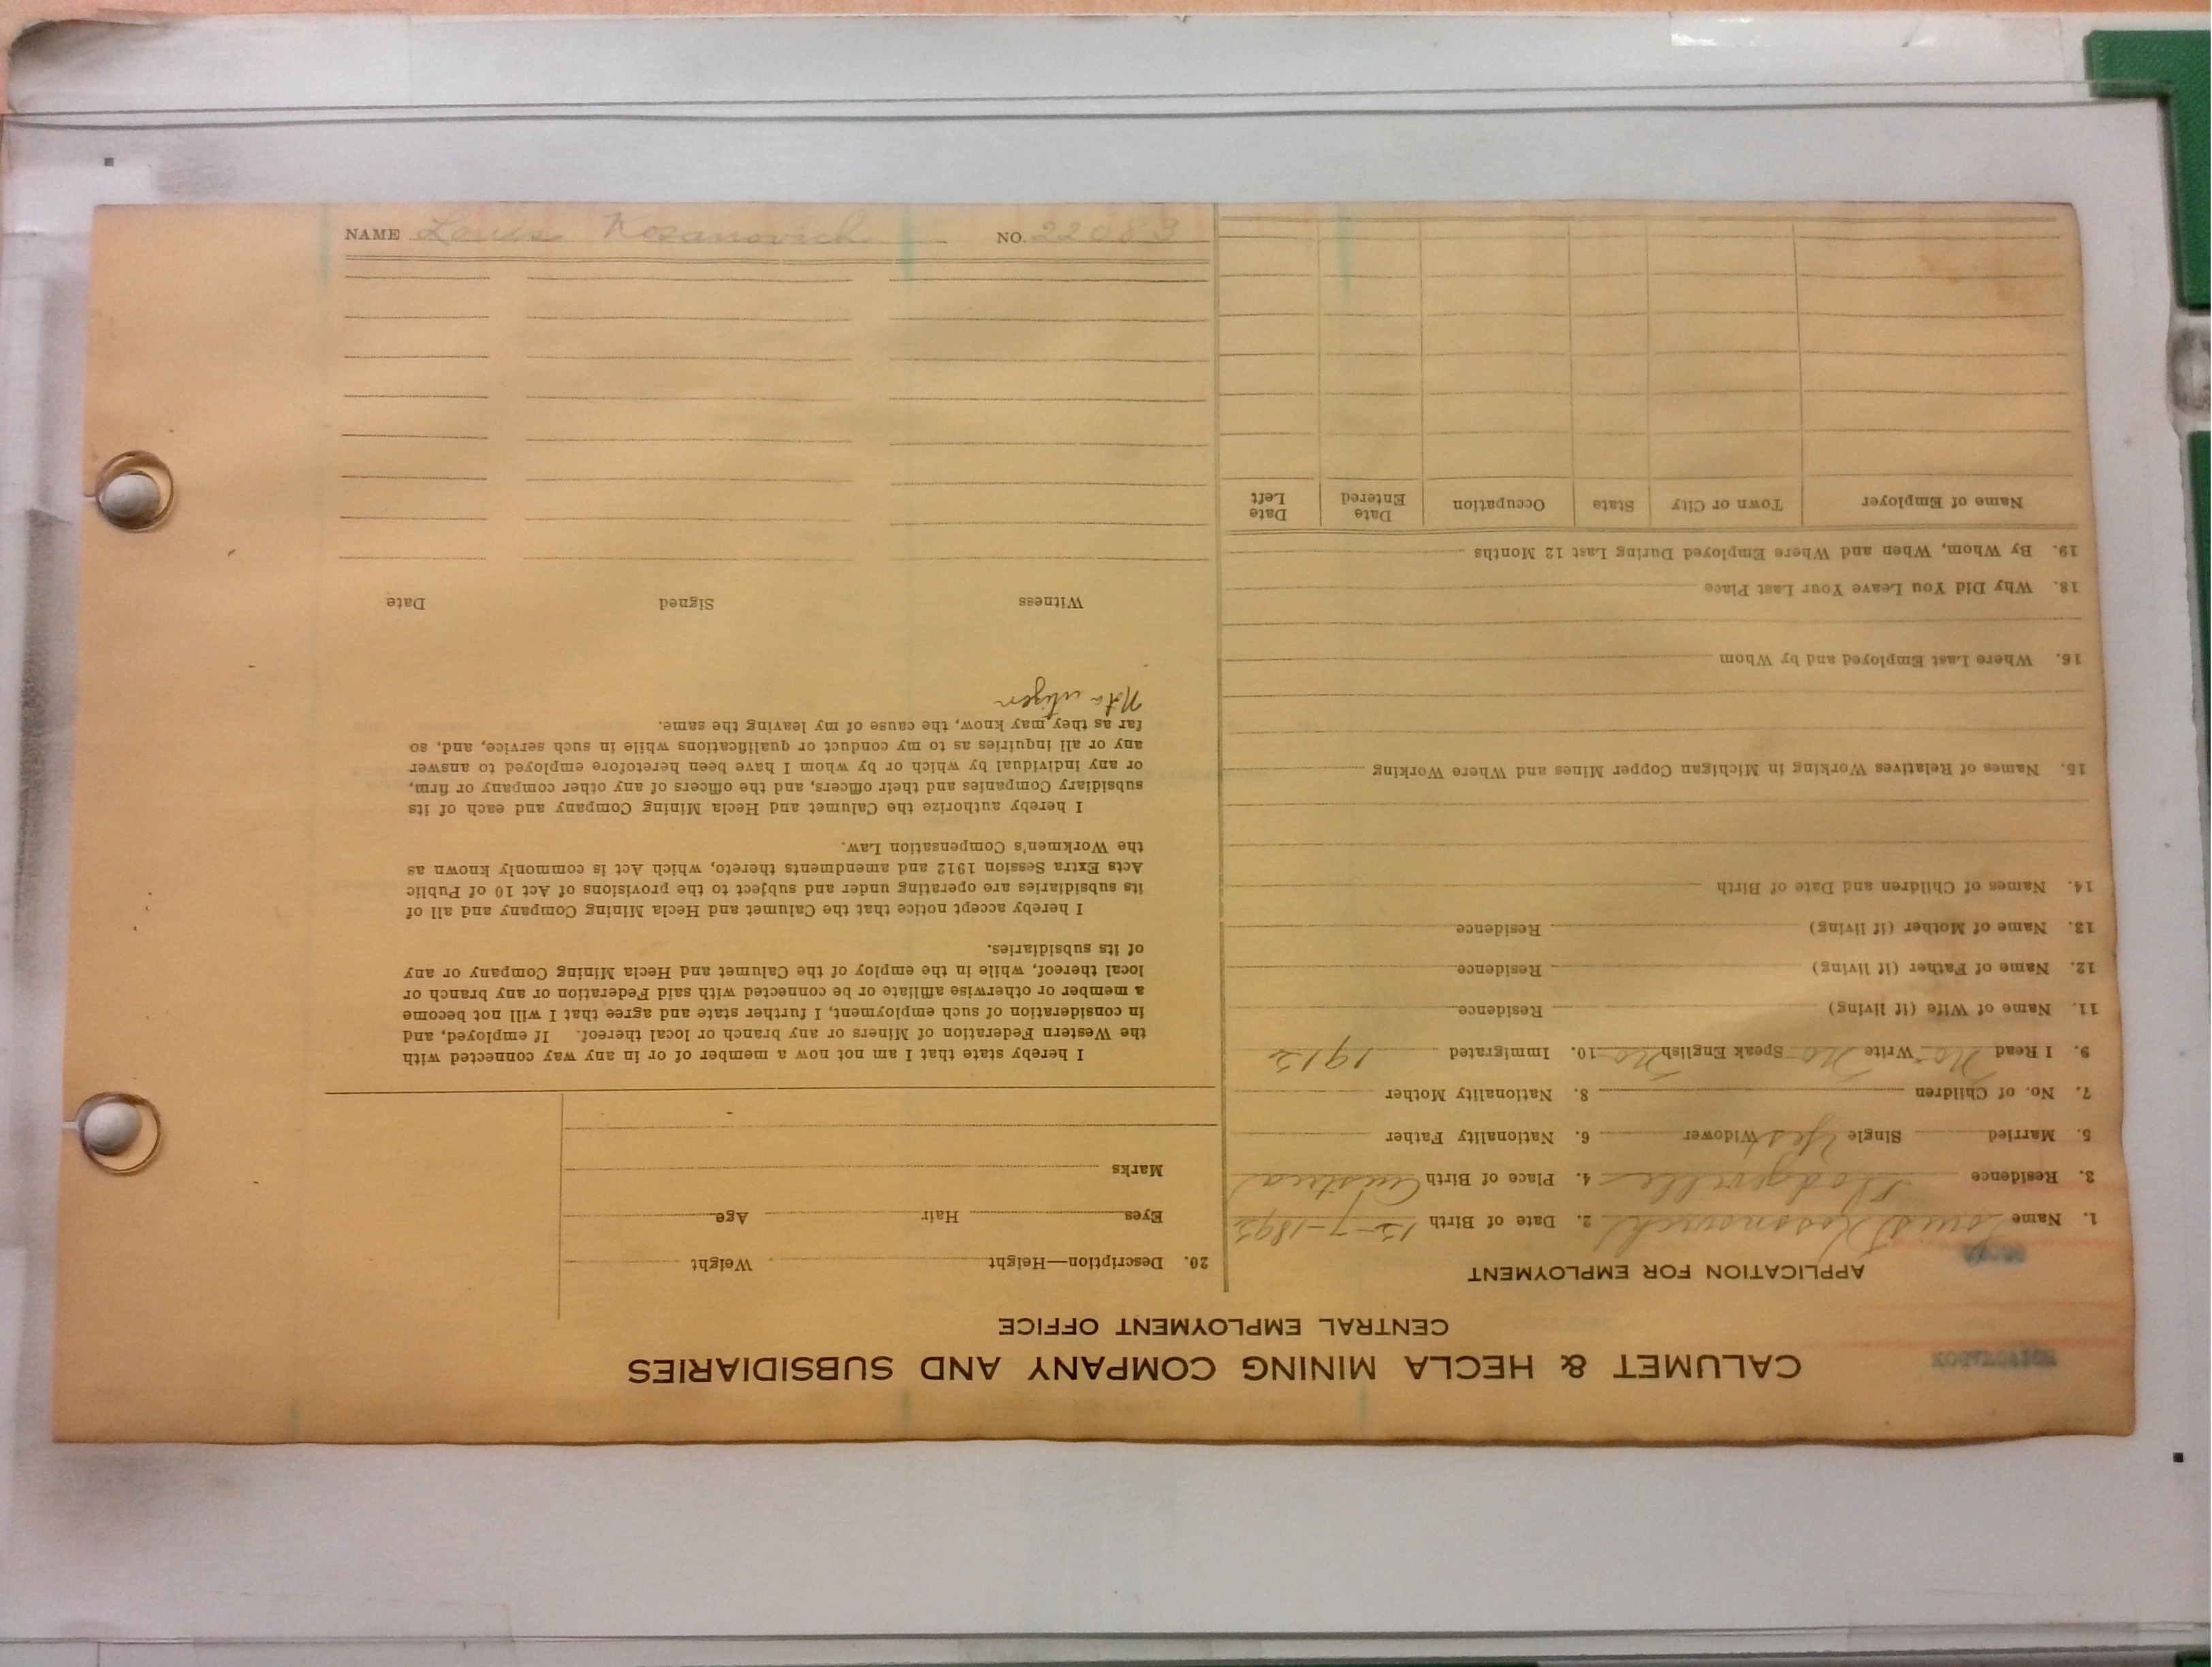 CALUMET & HECLA MINING COMPANY AND SUBSIDIARIES
CENTRAL EMPLOYMENT OFFICE
APPLICATION FOR EMPLOYMENT
1. Name Louis 2. Date of Birth
3. Residence 4. Place of Birth Austria
5. Married Single Yes Widower 6. Nationality Father
7. No. of Children 8. Nationality Mother
9. I Read No Write No Speak English No 10. Immigrated
11. Name of Wife (if living) Residence
12. Name of Father (if living) Residence
13. Name of Mother (if living) Residence
14. Names of Children and Date of Birth
15. Names of Relatives Working in Michigan Copper Mines and Where Working
16. Where Last Employed and by Whom
18. Why Did You Leave Your Last Place
19. By Whom, When and Where Employed During Last 12 Months
Name of Employer Town or City State Occupation Date Entered Date Left
20. Description—Height Weight
Eyes Hair Age
Marks
I hereby state that I am not now a member of or in any way connected with
the Western Federation of Miners or any branch or local thereof. If employed, and
in consideration of such employment, I further state and agree that I will not become
a member or otherwise affiliate or be connected with said Federation or any branch or
local thereof, while in the employ of the Calumet and Hecla Mining Company or any
of its subsidiaries.
I hereby accept notice that the Calumet and Hecla Mining Company and all of
its subsidiaries are operating under and subject to the provisions of Act 10 of Public
Acts Extra Session 1912 and amendments thereto, which Act is commonly known as
the Workmen's Compensation Law.
I hereby authorize the Calumet and Hecla Mining Company and each of its
subsidiary Companies and their officers, and the officers of any other company or firm,
or any individual by which or by whom I have been heretofore employed to answer
any or all inquiries as to my conduct or qualifications while in such service, and, so
far as they may know, the cause of my leaving the same.
Not a citizen
Witness Signed Date
NAME Louis Kosanovich NO. 22083